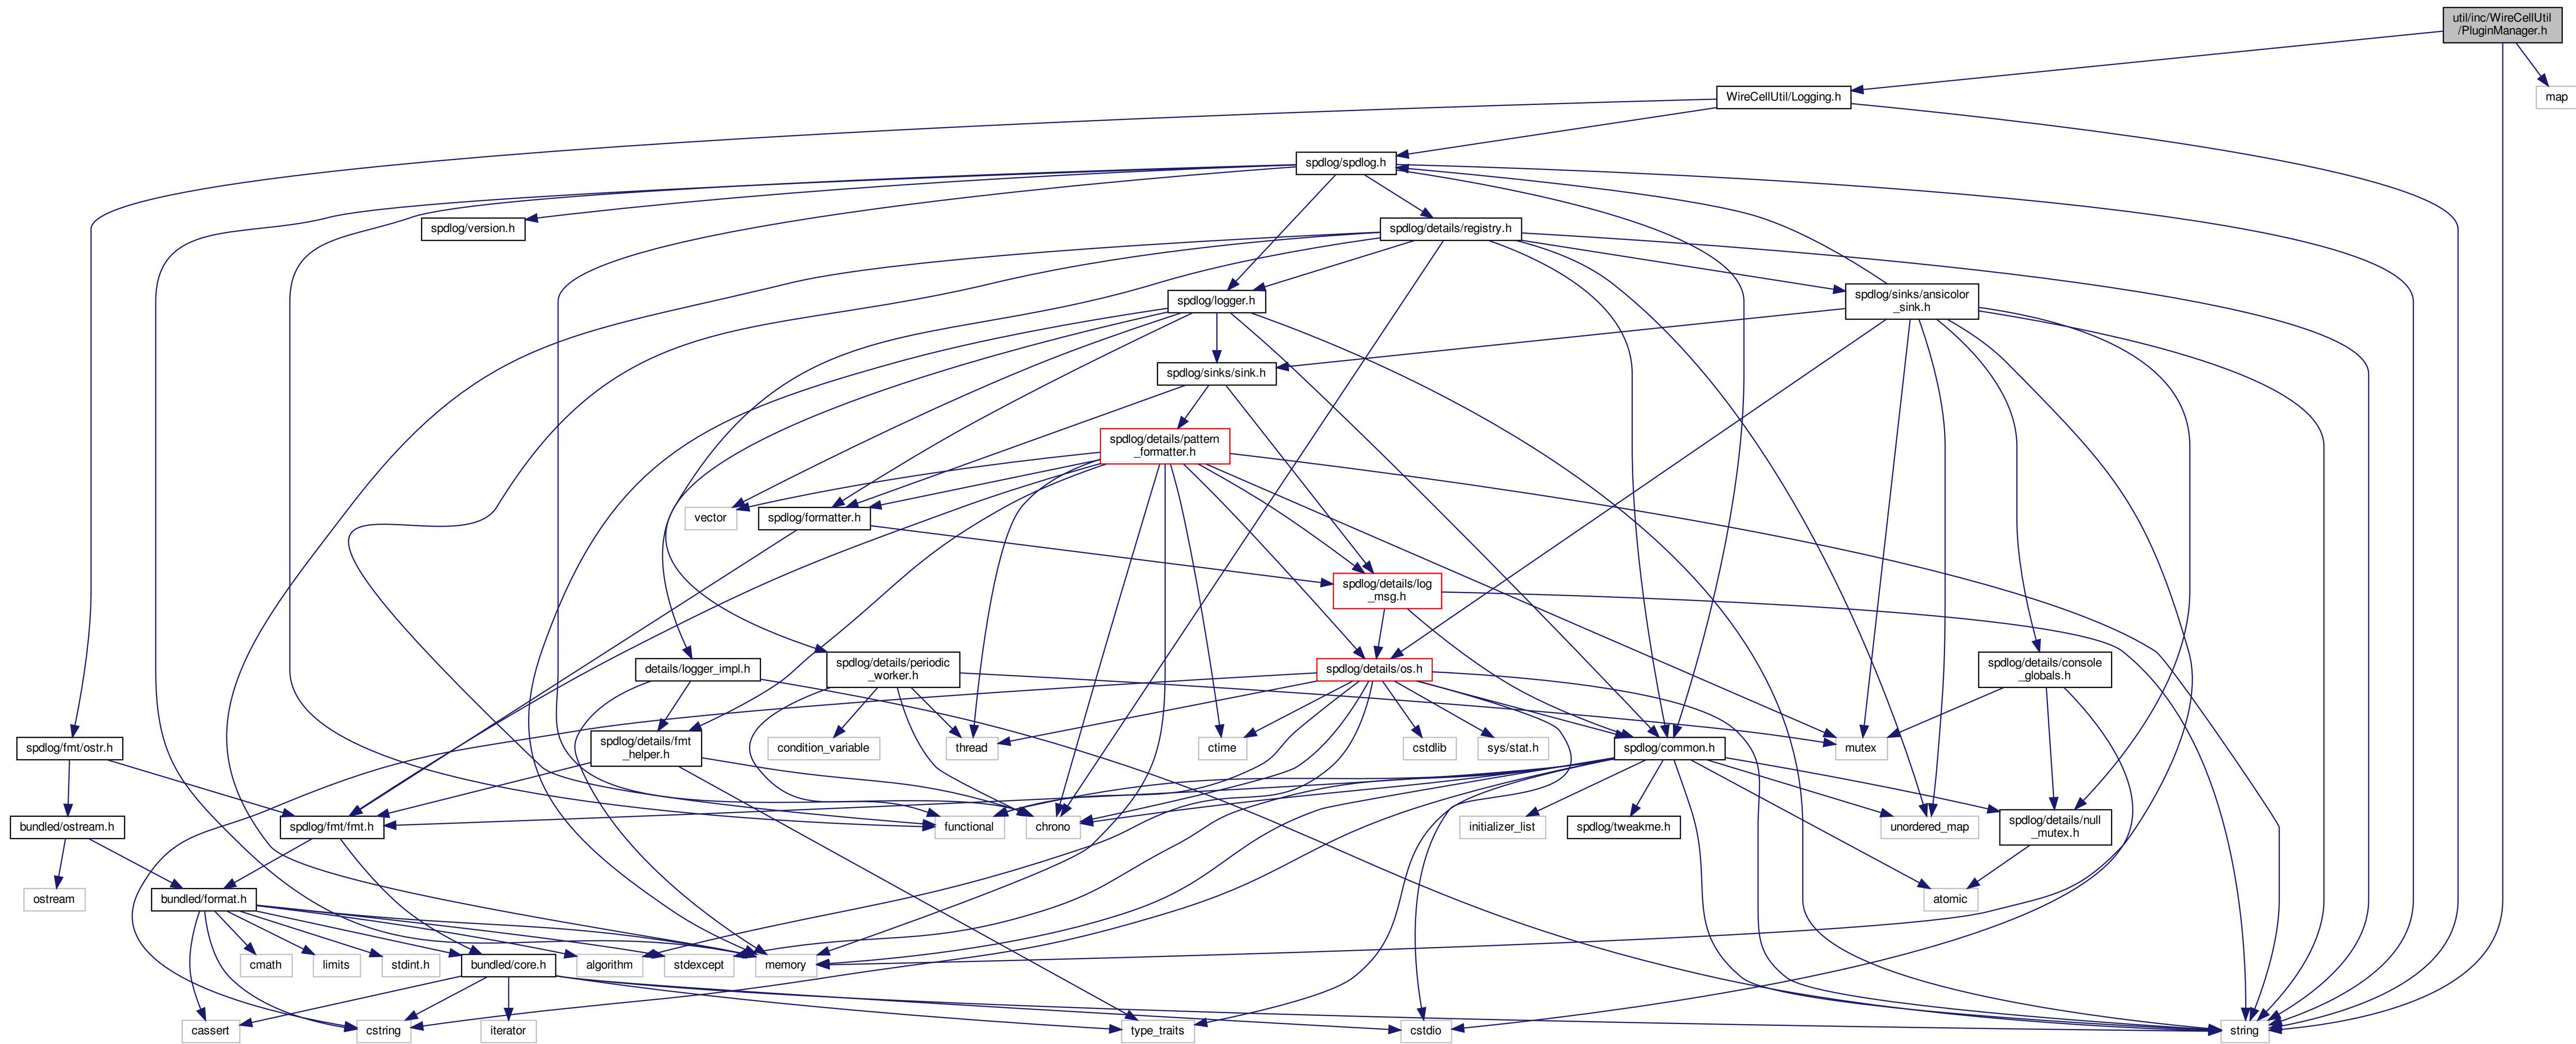 util/inc/WireCellUtil
/PluginManager.h
WireCellUtil/Logging.h
map
spdlog/spdlog.h
spdlog/version.h
spdlog/details/registry.h
spdlog/logger.h
spdlog/sinks/ansicolor
_sink.h
spdlog/sinks/sink.h
spdlog/details/pattern
_formatter.h
vector
spdlog/formatter.h
spdlog/details/log
_msg.h
details/logger_impl.h
spdlog/details/periodic
_worker.h
spdlog/details/os.h
spdlog/details/console
_globals.h
spdlog/fmt/ostr.h
spdlog/details/fmt
_helper.h
condition_variable
thread
ctime
cstdlib
sys/stat.h
spdlog/common.h
mutex
bundled/ostream.h
spdlog/fmt/fmt.h
functional
chrono
initializer_list
spdlog/tweakme.h
unordered_map
spdlog/details/null
_mutex.h
ostream
bundled/format.h
atomic
cmath
limits
stdint.h
bundled/core.h
algorithm
stdexcept
memory
cassert
cstring
iterator
type_traits
cstdio
string